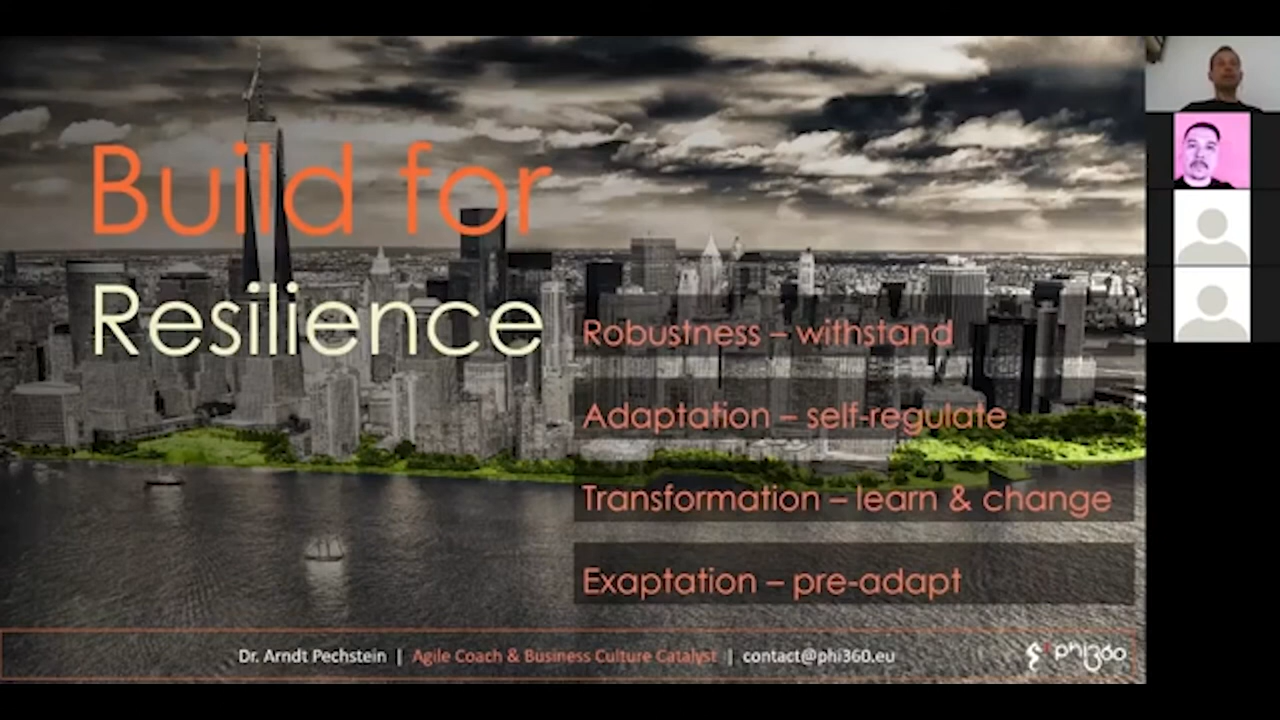 Build for
Resilience
Robustness – withstand
Adaptation – self-regulate
Transformation – learn & change
Exaptation – pre-adapt
Dr. Arndt Pechstein | Agile Coach & Business Culture Catalyst | contact@phi360.eu
phi360